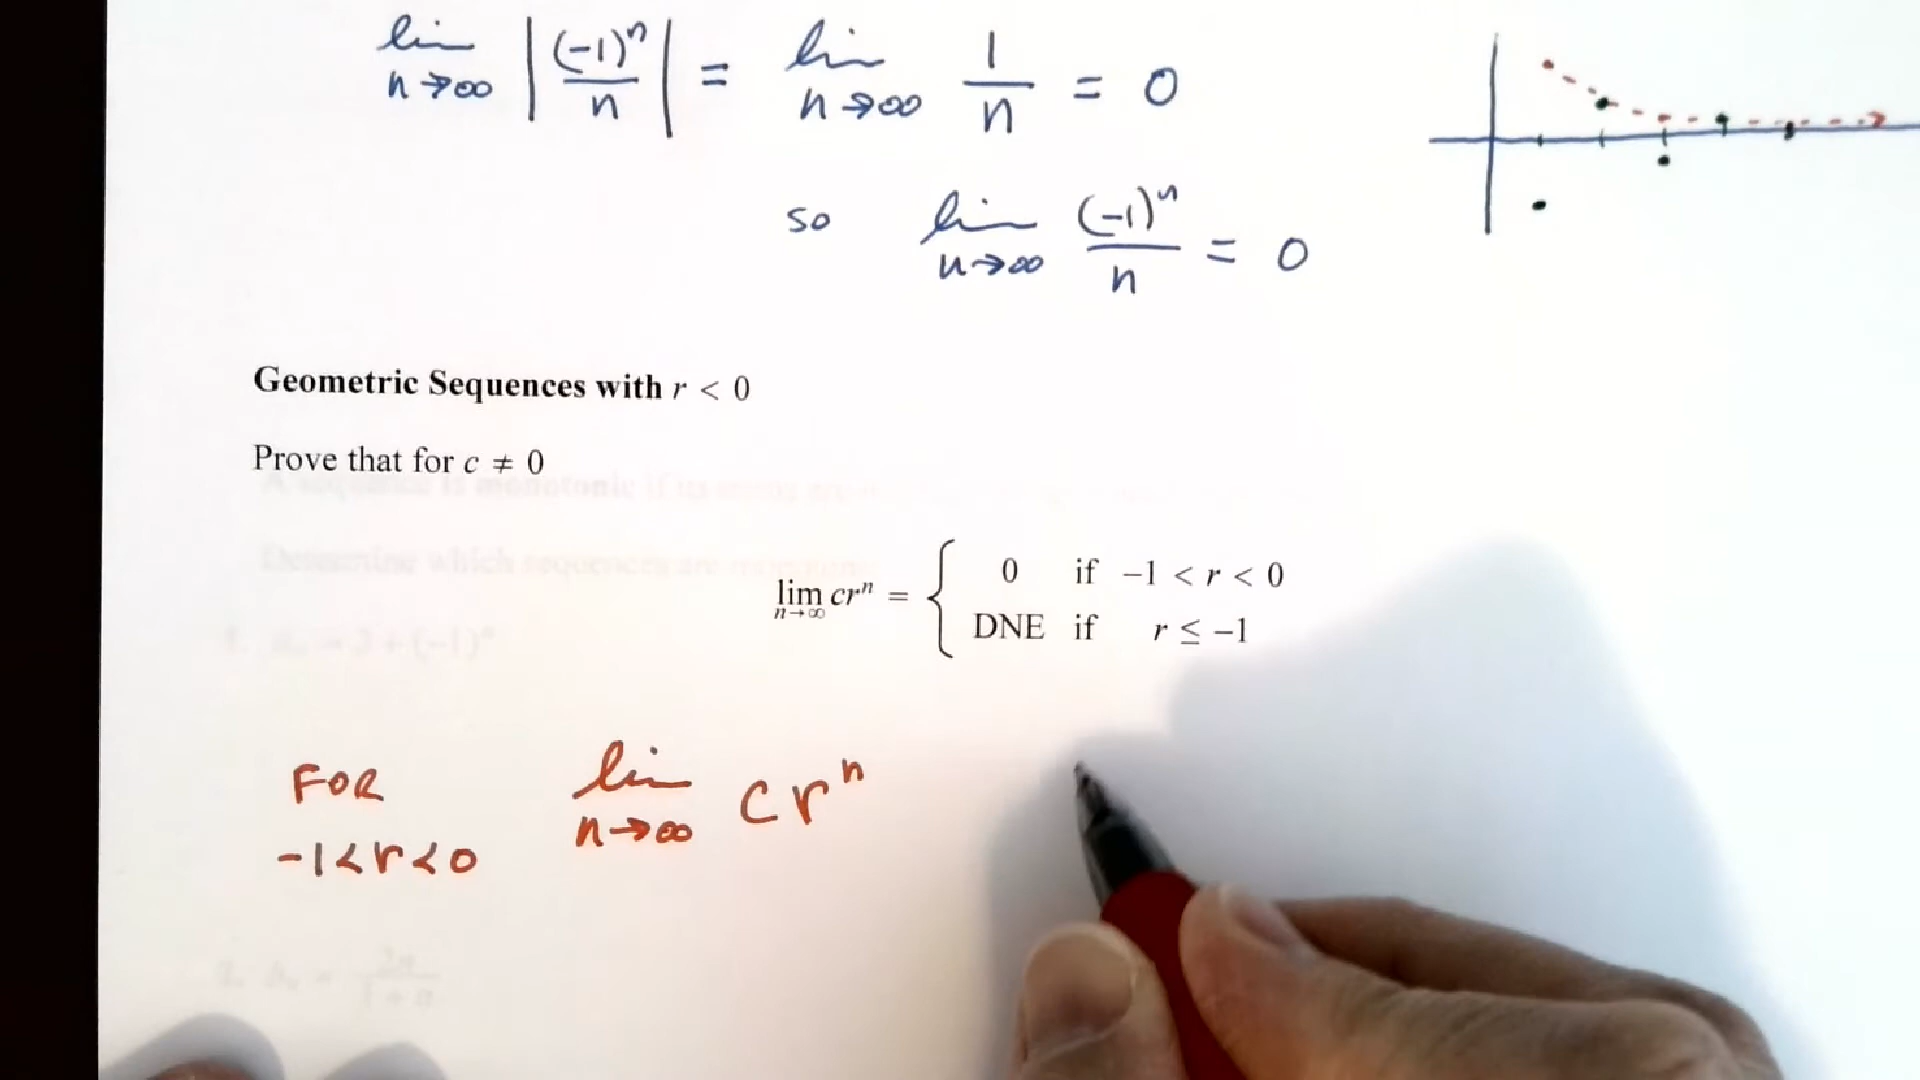 lim n→∞ |(-1)^n / n| = lim n→∞ 1/n = 0
so lim n→∞ (-1)^n / n = 0
Geometric Sequences with r < 0
Prove that for c ≠ 0
lim n→∞ cr^n = { 0 if −1 < r < 0
DNE if r ≤ −1
FOR lim n→∞ cr^n
-1<r<0